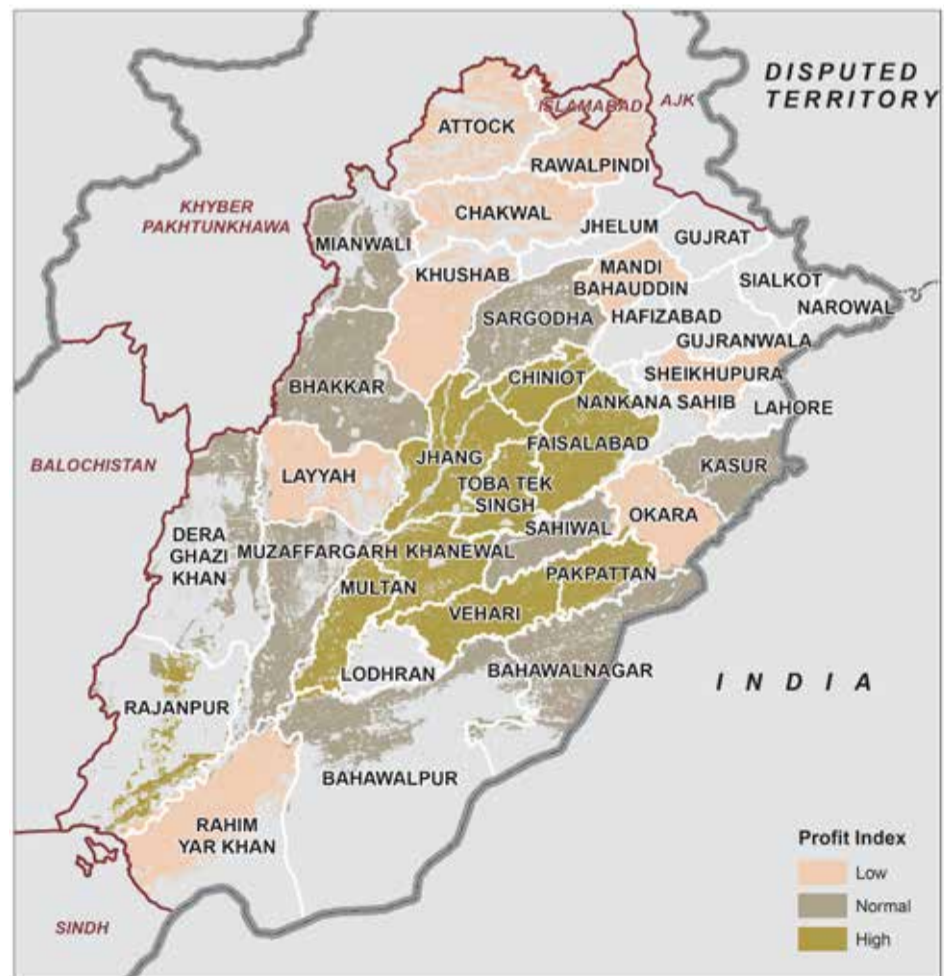 DISPUTED
TERRITORY
ISLAMABAD
AJK
ATTOCK
RAWALPINDI
KHYBER
PAKHTUNKHAWA
CHAKWAL
JHELUM
GUJRAT
MIANWALI
KHUSHAB
MANDI
BAHAUDDIN
SIALKOT
NAROWAL
SARGODHA
HAFIZABAD
GUJRANWALA
BHAKKAR
CHINIOT
SHEIKHUPURA
NANKANA SAHIB
LAHORE
BALOCHISTAN
LAYYAH
JHANG
FAISALABAD
KASUR
TOBA TEK
SINGH
OKARA
SAHIWAL
DERA
GHAZI
KHAN
MUZAFFARGARH
KHANEWAL
MULTAN
PAKPATTAN
VEHARI
LODHRAN
BAHAWALNAGAR
INDIA
RAJANPUR
BAHAWALPUR
RAHIM
YAR KHAN
SINDH
Profit Index
Low
Normal
High